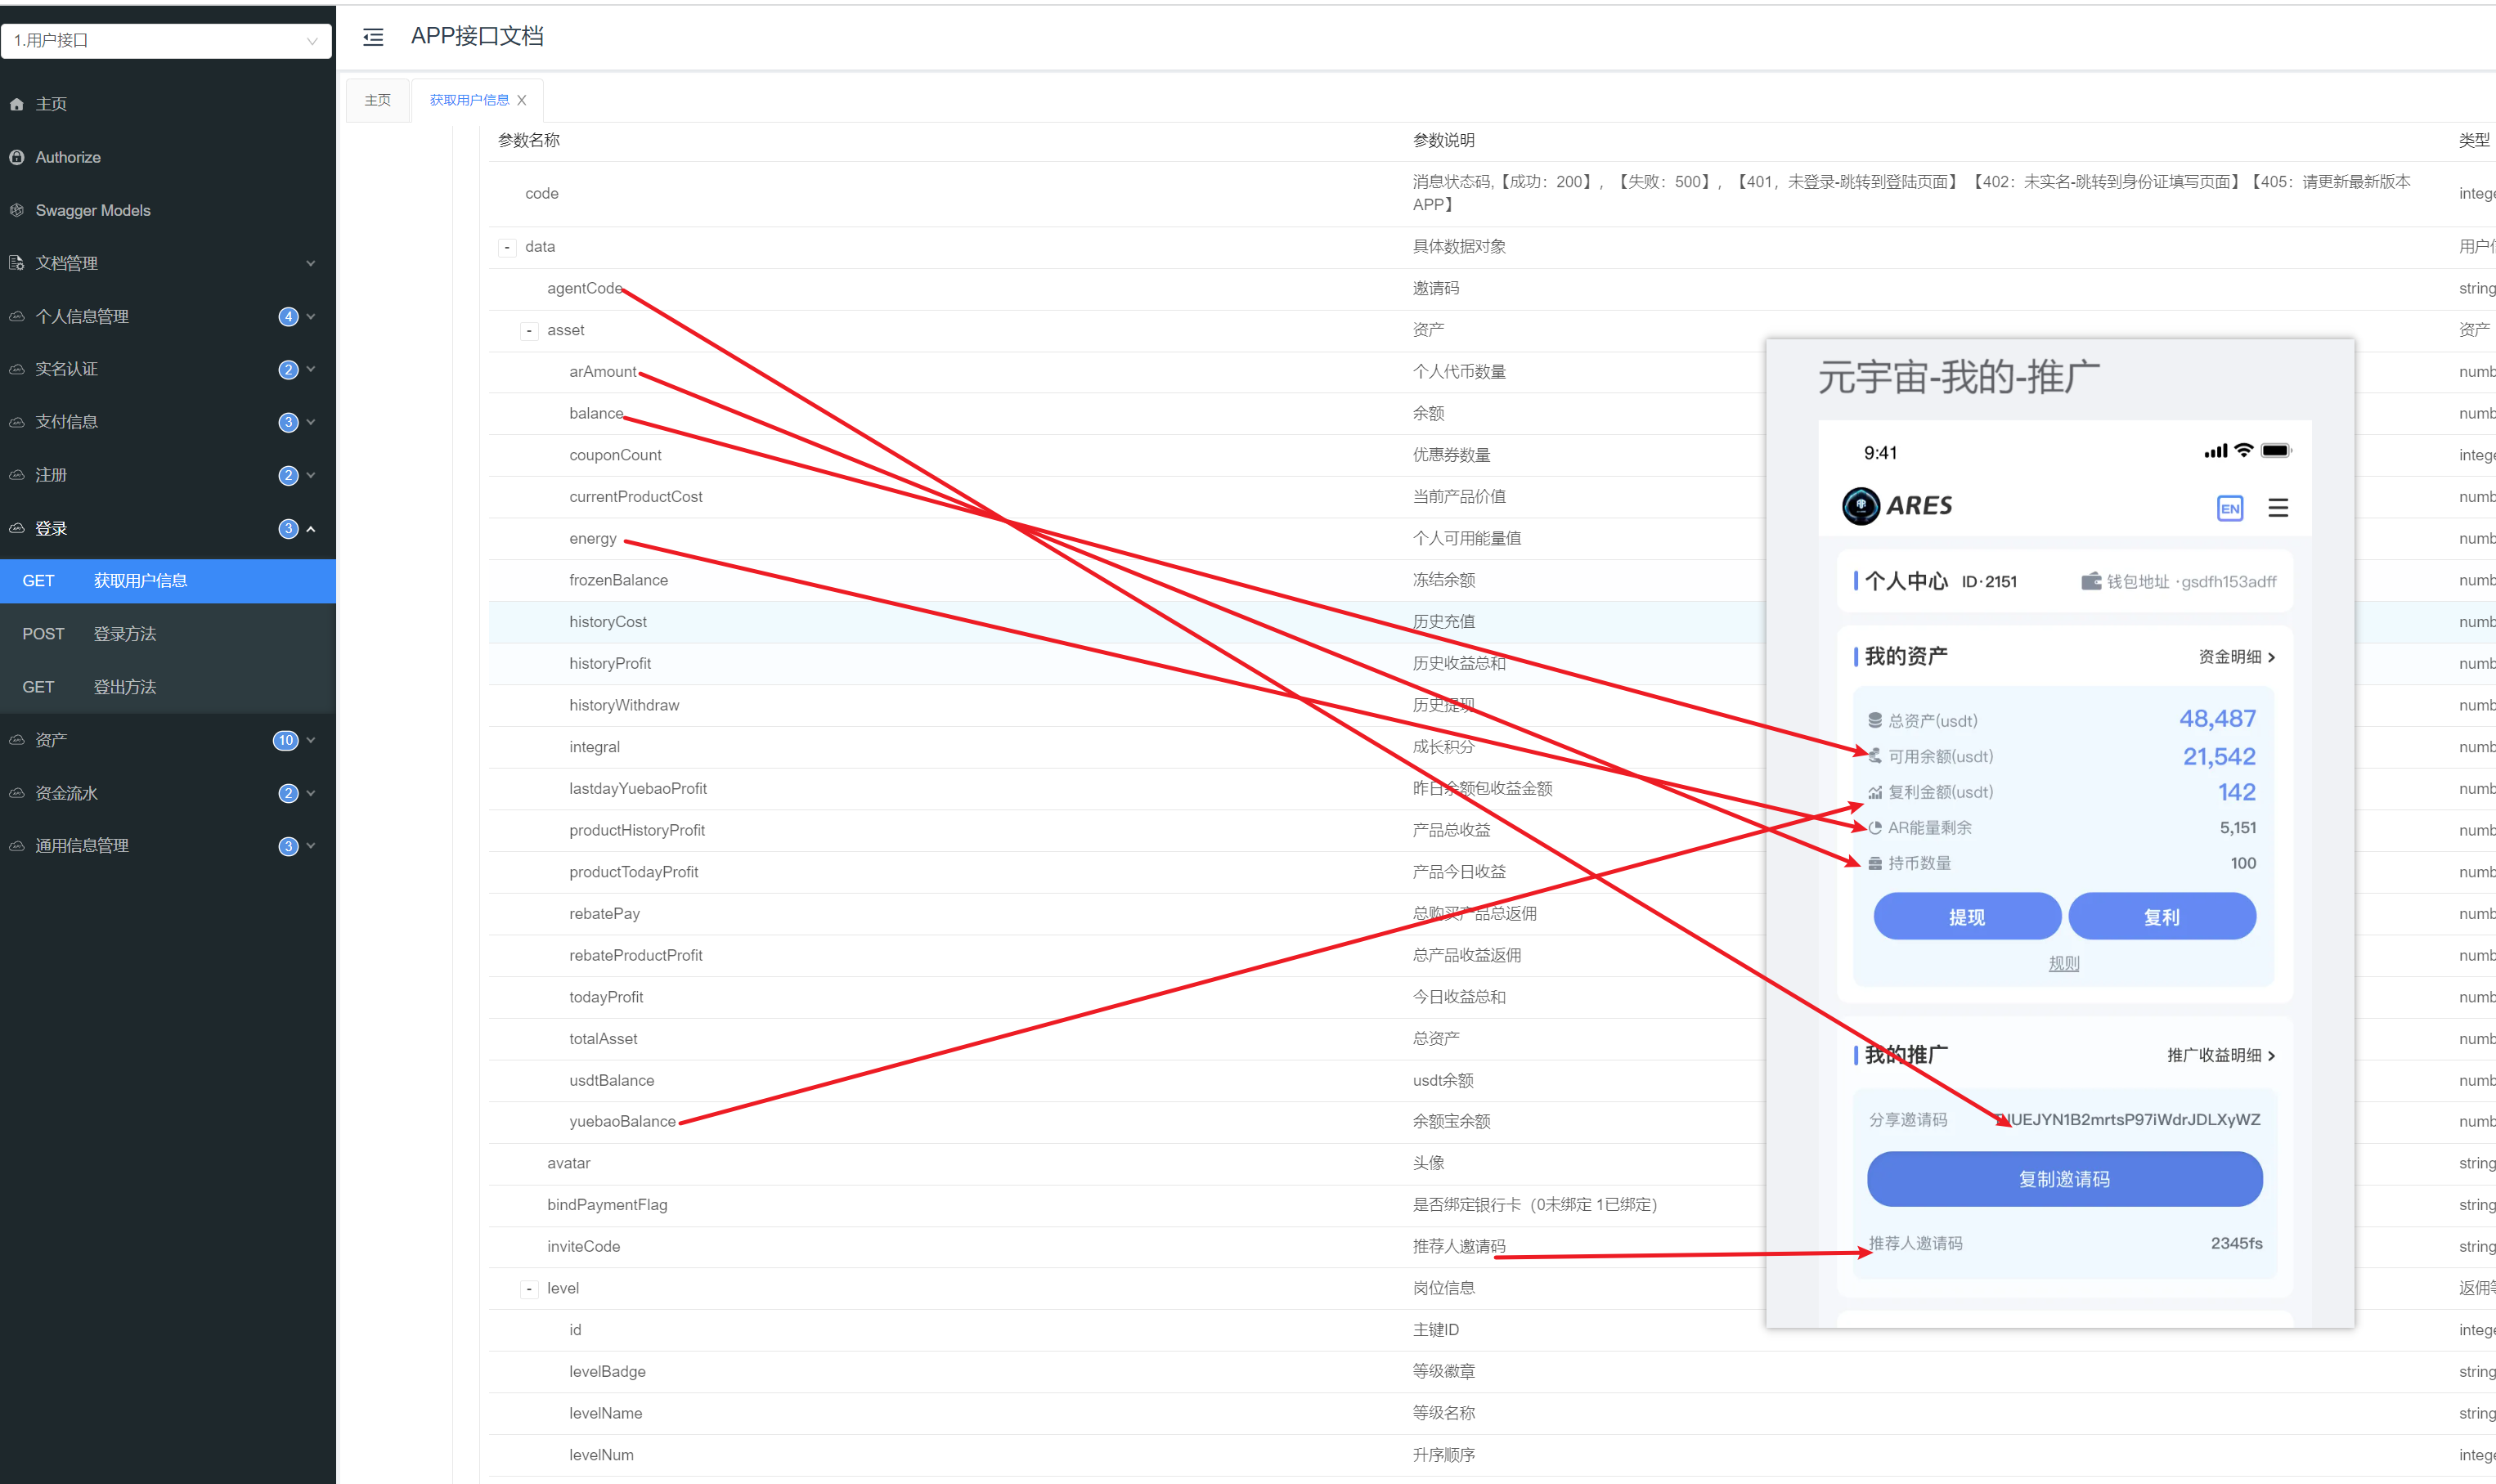 1.用户接口
主页
Authorize
Swagger Models
文档管理
个人信息管理 4
实名认证 2
支付信息 3
注册 2
登录 3
GET 获取用户信息
POST 登录方法
GET 登出方法
资产 10
资金流水 2
通用信息管理 3
APP接口文档
主页 获取用户信息 X
参数名称 参数说明 类型
code 消息状态码,【成功：200】，【失败：500】，【401，未登录-跳转到登陆页面】【402：未实名-跳转到身份证填写页面】【405：请更新最新版本
APP】 intege
- data 具体数据对象 用户信
agentCode 邀请码 string
- asset 资产 资产
arAmount 个人代币数量 numb
balance 余额 numb
couponCount 优惠券数量 intege
currentProductCost 当前产品价值 numb
energy 个人可用能量值 numb
frozenBalance 冻结余额 numb
historyCost 历史充值 numb
historyProfit 历史收益总和 numb
historyWithdraw 历史提现 numb
integral 成长积分 numb
lastdayYuebaoProfit 昨日余额包收益金额 numb
productHistoryProfit 产品总收益 numb
productTodayProfit 产品今日收益 numb
rebatePay 总购买产品总返佣 numb
rebateProductProfit 总产品收益返佣 numb
todayProfit 今日收益总和 numb
totalAsset 总资产 numb
usdtBalance usdt余额 numb
yuebaoBalance 余额宝余额 numb
avatar 头像 string
bindPaymentFlag 是否绑定银行卡（0未绑定 1已绑定） string
inviteCode 推荐人邀请码 string
- level 岗位信息 返佣等
id 主键ID intege
levelBadge 等级徽章 string
levelName 等级名称 string
levelNum 升序顺序 intege
元宇宙-我的-推广
9:41
ARES EN
个人中心 ID·2151 钱包地址 ·gsdfh153adff
我的资产 资金明细
总资产(usdt) 48,487
可用余额(usdt) 21,542
复利金额(usdt) 142
AR能量剩余 5,151
持币数量 100
提现 复利
规则
我的推广 推广收益明细
分享邀请码 UEJYN1B2mrtsP97iWdrJDLXyWZ
复制邀请码
推荐人邀请码 2345fs